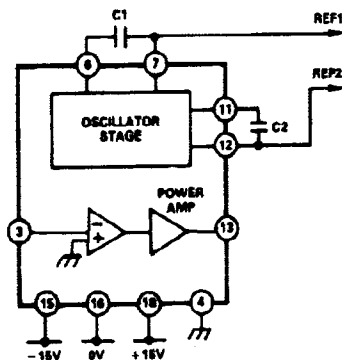 C1
REF1
6
7
REF2
11
OSCILLATOR
STAGE
C2
12
POWER
AMP
3
13
15
16
18
4
-15V
0V
+15V